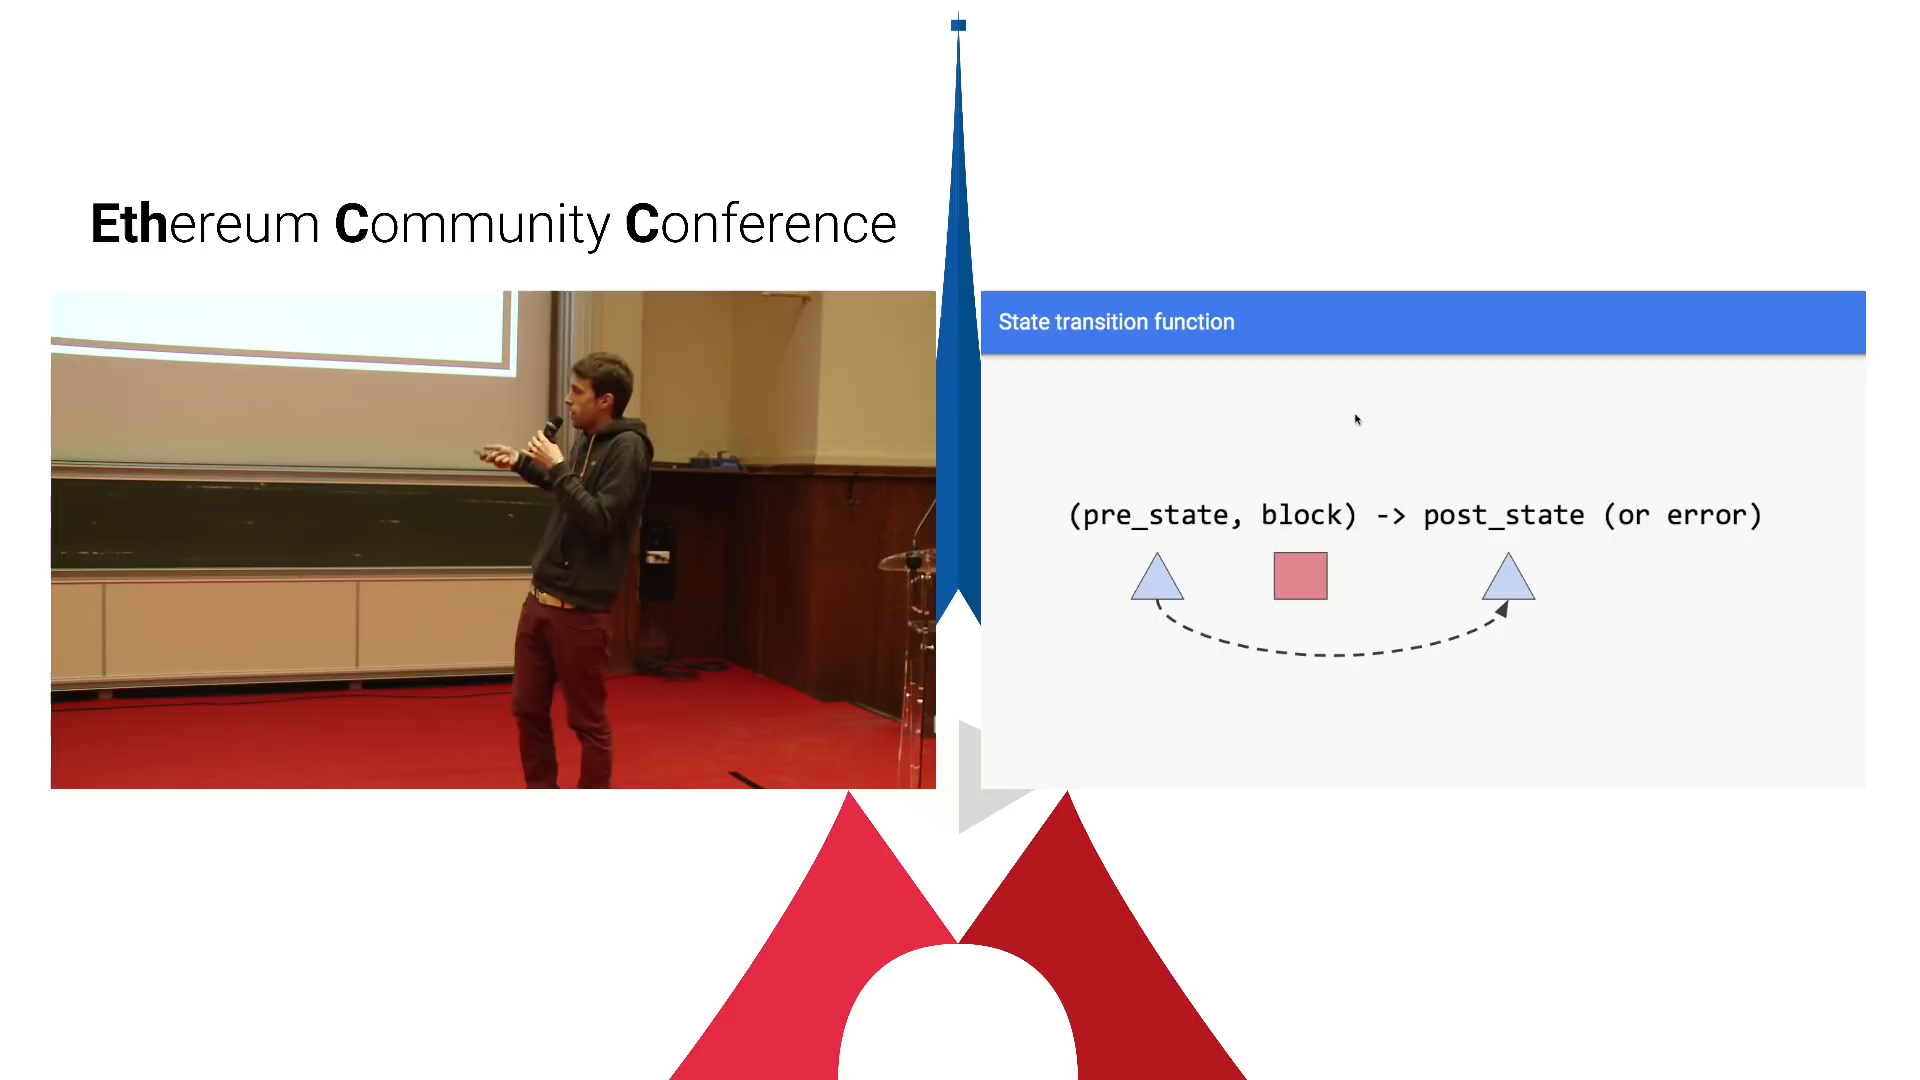 Ethereum Community Conference
State transition function
(pre_state, block) -> post_state (or error)